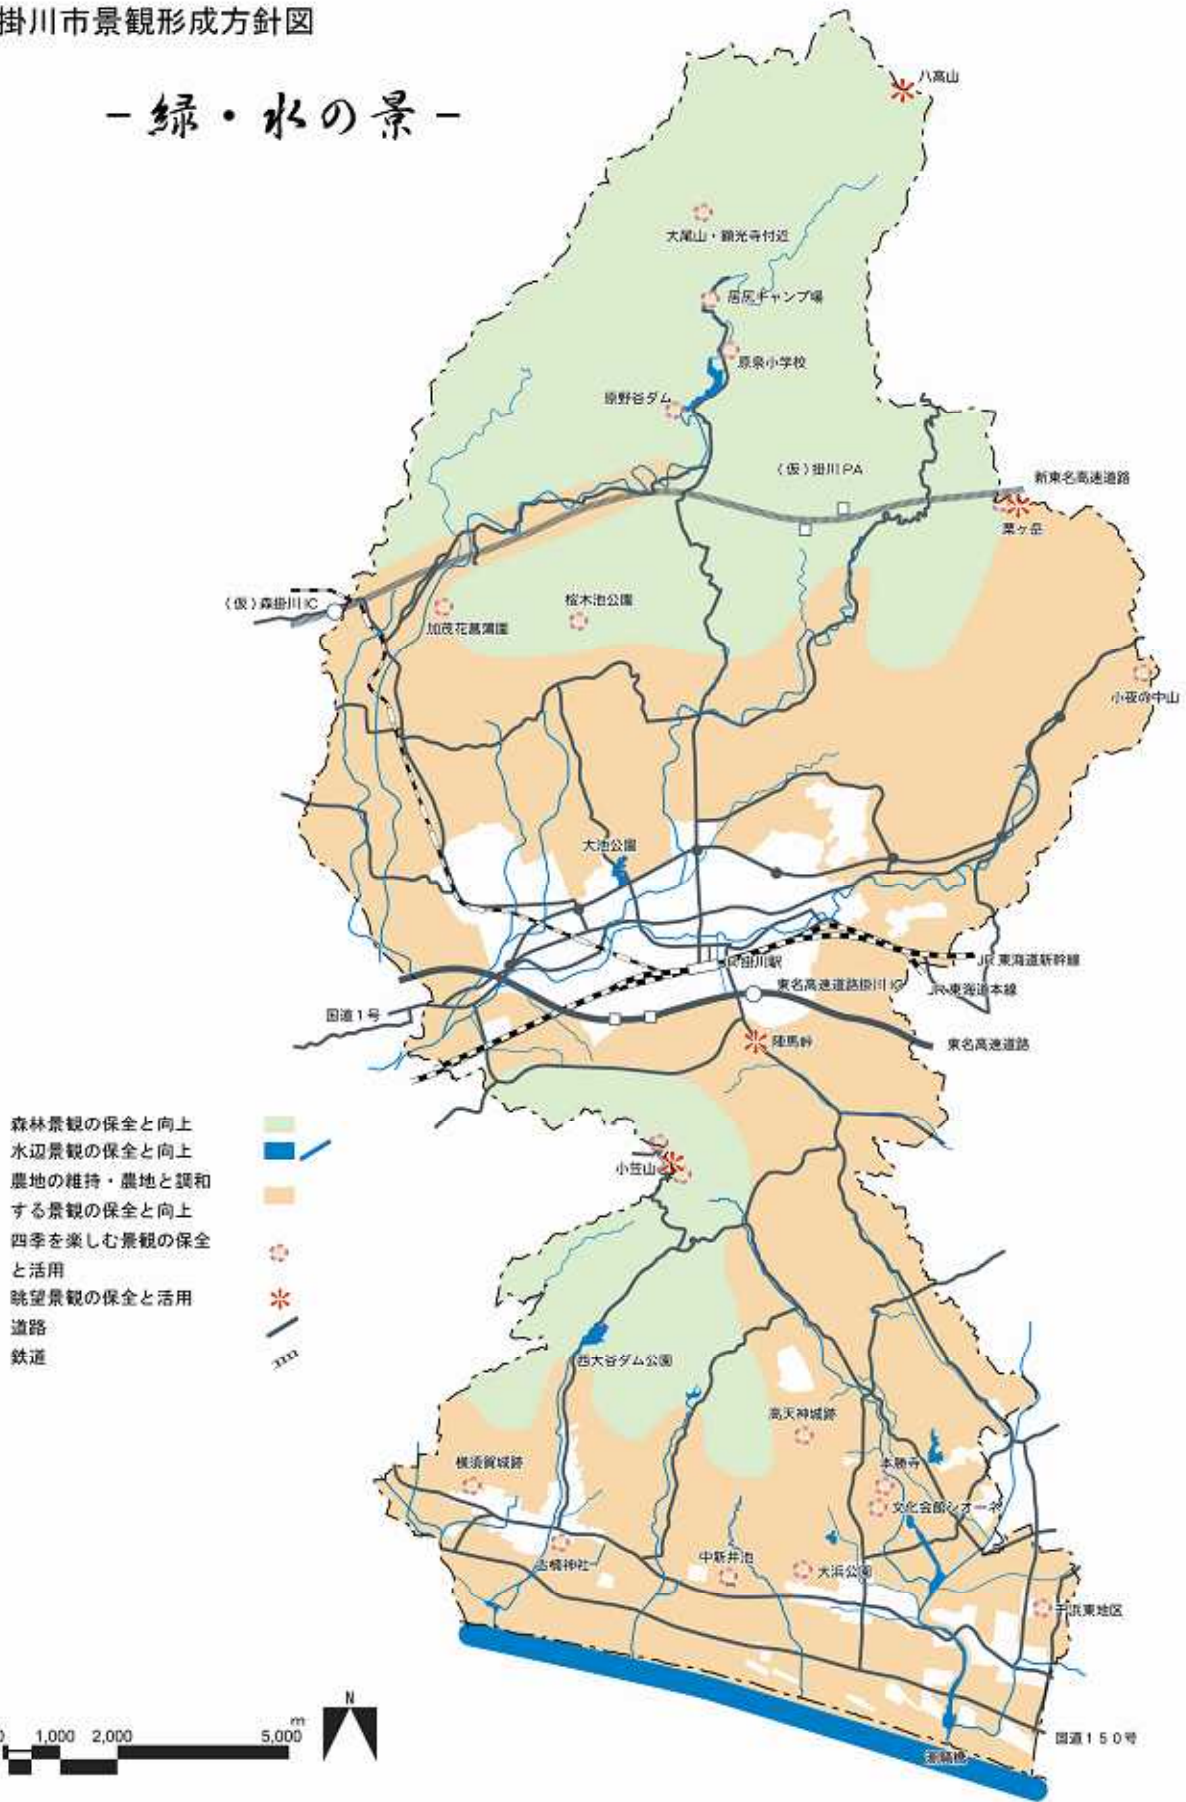 掛川市景観形成方針図
- 緑・水の景 -
八高山
大尾山・顕光寺付近
居尻キャンプ場
原泉小学校
原野谷ダム
(仮)掛川PA
新東名高速道路
粟ヶ岳
(仮)森掛川IC
加茂花菖蒲園
桜木池公園
小夜の中山
大池公園
JR掛川駅
JR東海道新幹線
東名高速道路掛川IC
JR東海道本線
国道1号
陣馬峠
東名高速道路
森林景観の保全と向上
水辺景観の保全と向上
農地の維持・農地と調和
する景観の保全と向上
四季を楽しむ景観の保全
と活用
眺望景観の保全と活用
道路
鉄道
小笠山
西大谷ダム公園
高天神城跡
横須賀城跡
本勝寺
文化会館シオーネ
中新井池
大浜公園
千浜東地区
国道150号
潮騒橋
N
0 1,000 2,000 5,000 m